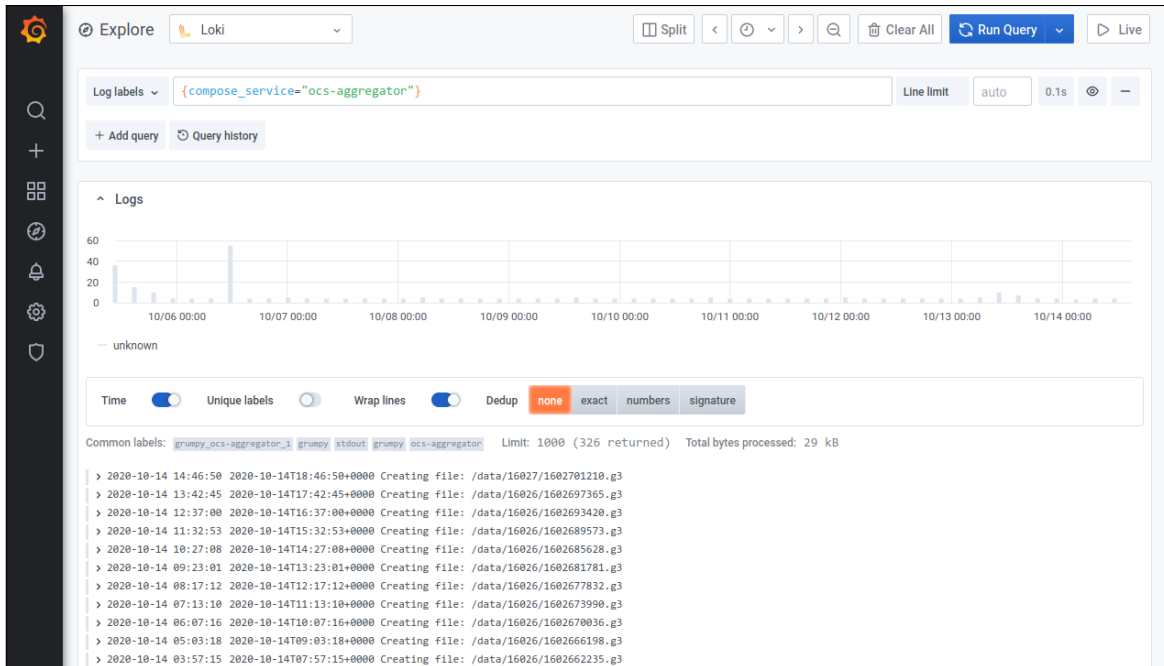 Explore Loki Split Clear All Run Query Live
Log labels {compose_service="ocs-aggregator"} Line limit auto 0.1s
+ Add query Query history
Logs
60
40
20
0
10/06 00:00 10/07 00:00 10/08 00:00 10/09 00:00 10/10 00:00 10/11 00:00 10/12 00:00 10/13 00:00 10/14 00:00
unknown
Time Unique labels Wrap lines Dedup none exact numbers signature
Common labels: grumpy_ocs-aggregator_1 grumpy stdout grumpy ocs-aggregator Limit: 1000 (326 returned) Total bytes processed: 29 kB
> 2020-10-14 14:46:50 2020-10-14T18:46:50+0000 Creating file: /data/16027/1602701210.g3
> 2020-10-14 13:42:45 2020-10-14T17:42:45+0000 Creating file: /data/16026/1602697365.g3
> 2020-10-14 12:37:00 2020-10-14T16:37:00+0000 Creating file: /data/16026/1602693420.g3
> 2020-10-14 11:32:53 2020-10-14T15:32:53+0000 Creating file: /data/16026/1602689573.g3
> 2020-10-14 10:27:08 2020-10-14T14:27:08+0000 Creating file: /data/16026/1602685628.g3
> 2020-10-14 09:23:01 2020-10-14T13:23:01+0000 Creating file: /data/16026/1602681781.g3
> 2020-10-14 08:17:12 2020-10-14T12:17:12+0000 Creating file: /data/16026/1602677832.g3
> 2020-10-14 07:13:10 2020-10-14T11:13:10+0000 Creating file: /data/16026/1602673990.g3
> 2020-10-14 06:07:16 2020-10-14T10:07:16+0000 Creating file: /data/16026/1602670036.g3
> 2020-10-14 05:03:18 2020-10-14T09:03:18+0000 Creating file: /data/16026/1602666198.g3
> 2020-10-14 03:57:15 2020-10-14T07:57:15+0000 Creating file: /data/16026/1602662235.g3